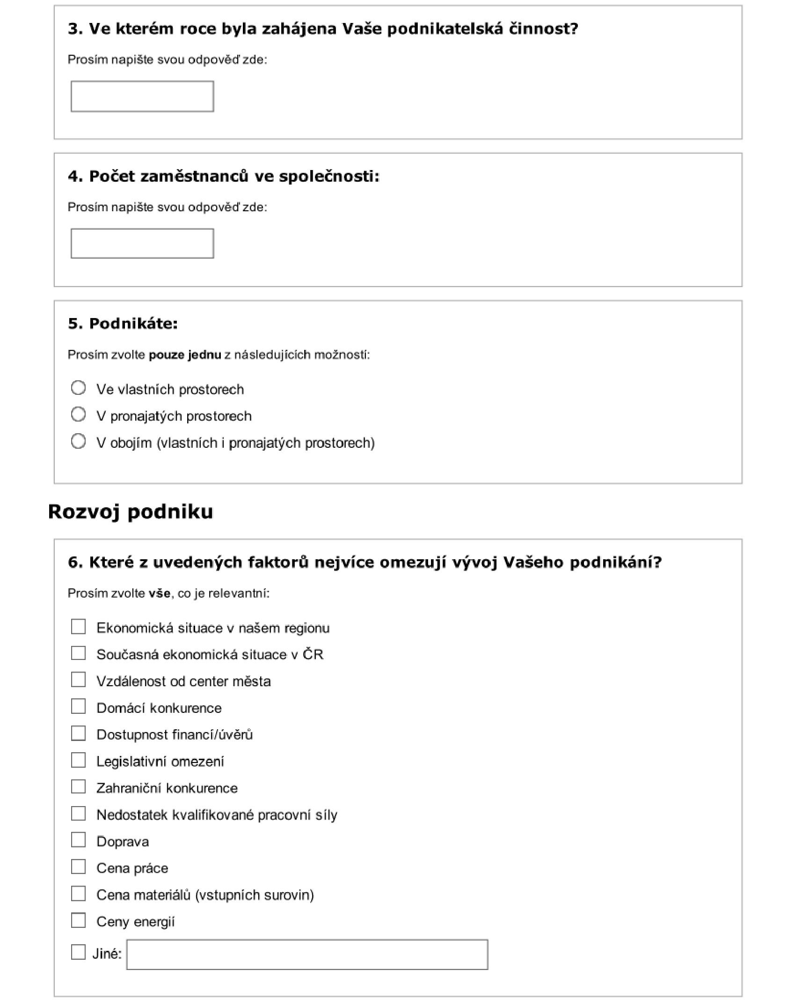 3. Ve kterém roce byla zahájena Vaše podnikatelská činnost?
Prosím napište svou odpověď zde:
4. Počet zaměstnanců ve společnosti:
Prosím napište svou odpověď zde:
5. Podnikáte:
Prosím zvolte pouze jednu z následujících možností:
Ve vlastních prostorech
V pronajatých prostorech
V obojím (vlastních i pronajatých prostorech)
Rozvoj podniku
6. Které z uvedených faktorů nejvíce omezují vývoj Vašeho podnikání?
Prosím zvolte vše, co je relevantní:
Ekonomická situace v našem regionu
Současná ekonomická situace v ČR
Vzdálenost od center města
Domácí konkurence
Dostupnost financí/úvěrů
Legislativní omezení
Zahraniční konkurence
Nedostatek kvalifikované pracovní síly
Doprava
Cena práce
Cena materiálů (vstupních surovin)
Ceny energií
Jiné: